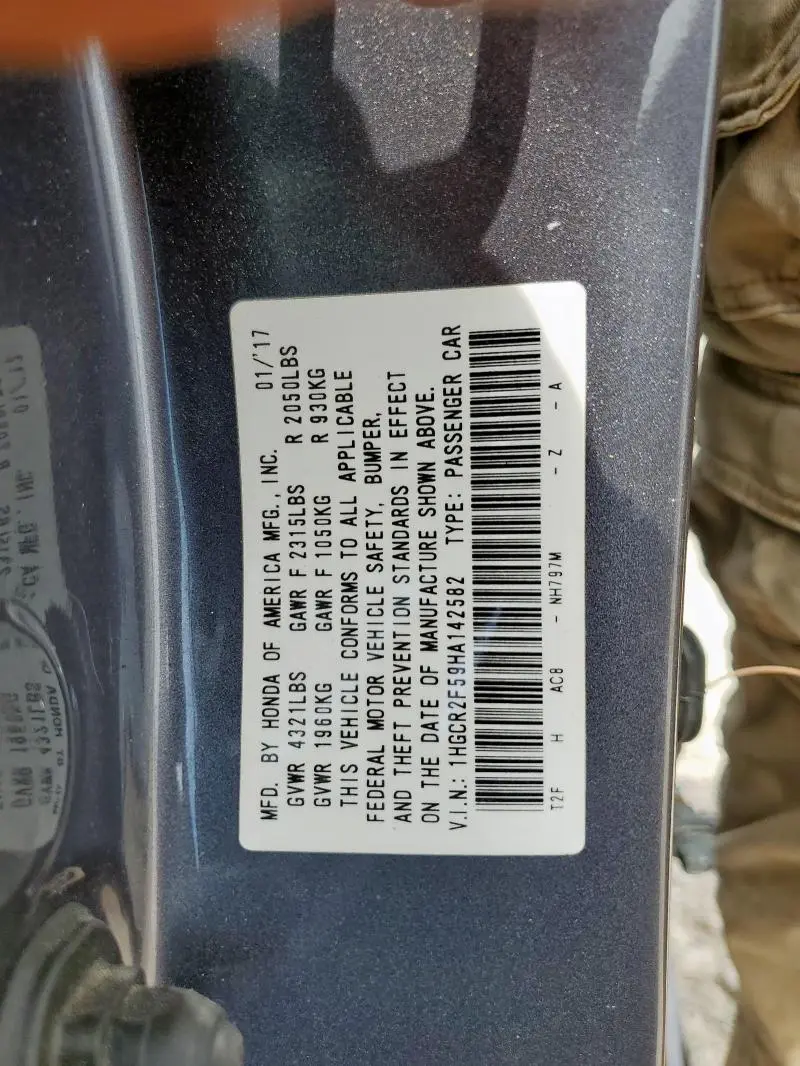 MFD. BY HONDA OF AMERICA MFG., INC. 01/'17
GVWR 4321LBS GAWR F 2315LBS R 2050LBS
GVWR 1960KG GAWR F 1050KG R 930KG
THIS VEHICLE CONFORMS TO ALL APPLICABLE
FEDERAL MOTOR VEHICLE SAFETY, BUMPER,
AND THEFT PREVENTION STANDARDS IN EFFECT
ON THE DATE OF MANUFACTURE SHOWN ABOVE.
V.I.N.: 1HGCR2F59HA142582 TYPE: PASSENGER CAR
T2F H AC8 - NH797M - Z - A